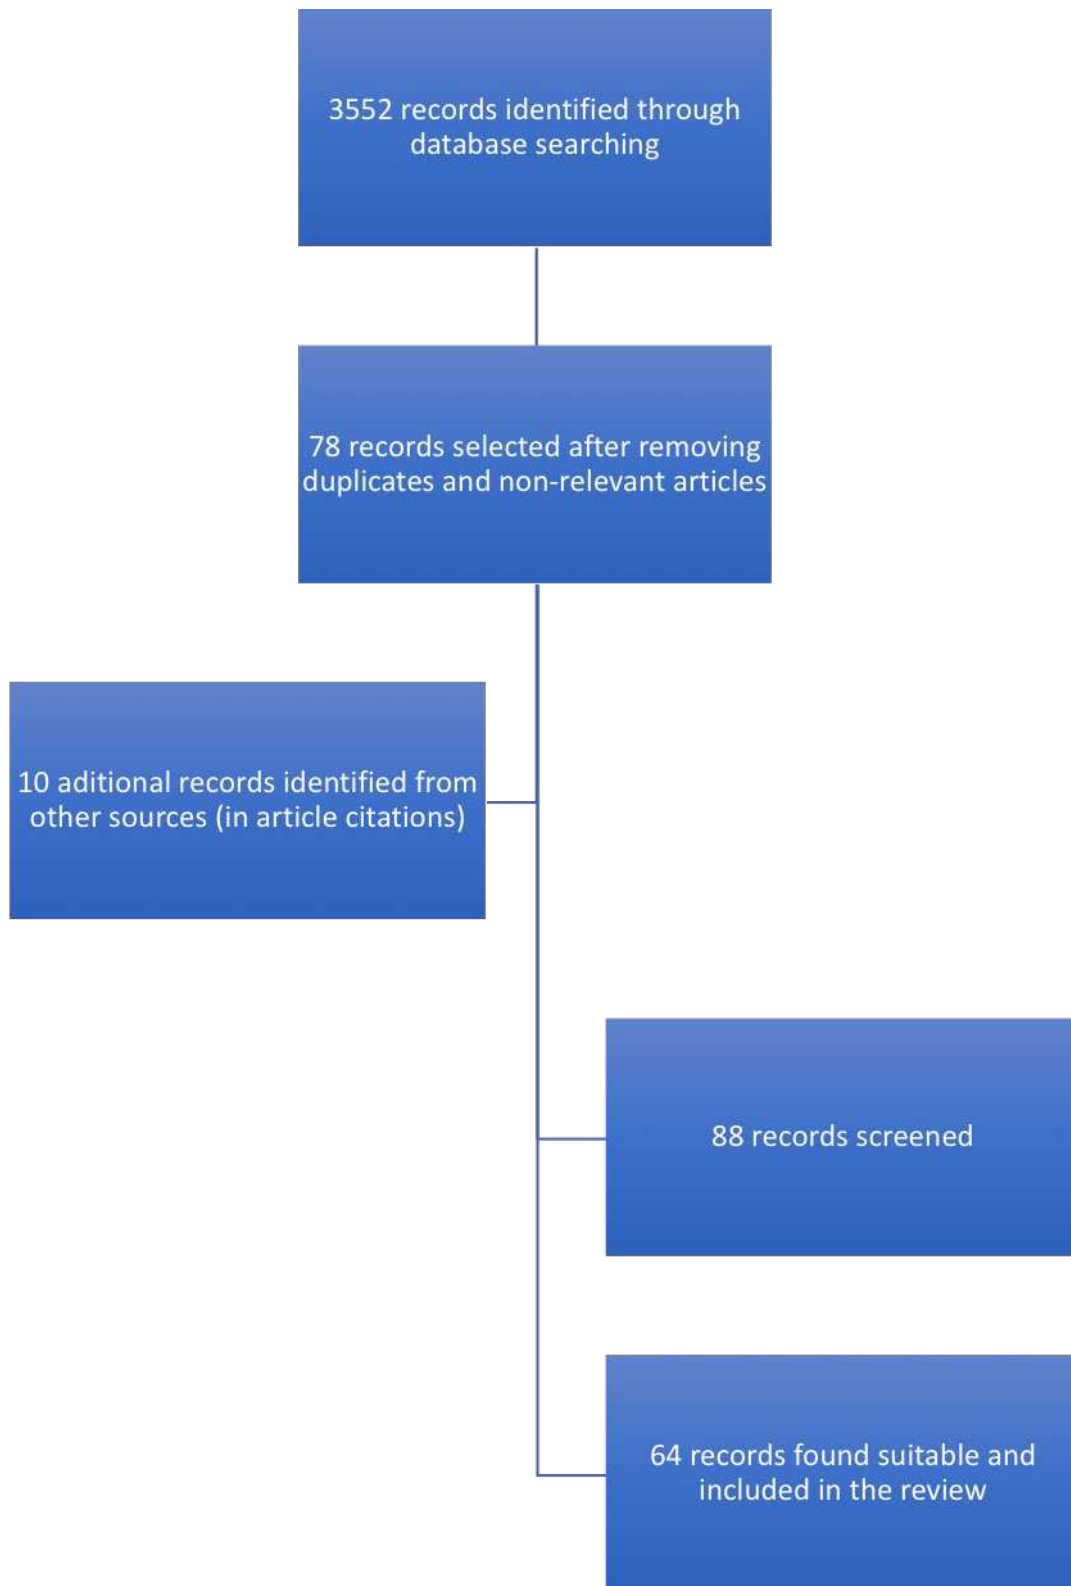 3552 records identified through
database searching
78 records selected after removing
duplicates and non-relevant articles
10 aditional records identified from
other sources (in article citations)
88 records screened
64 records found suitable and
included in the review